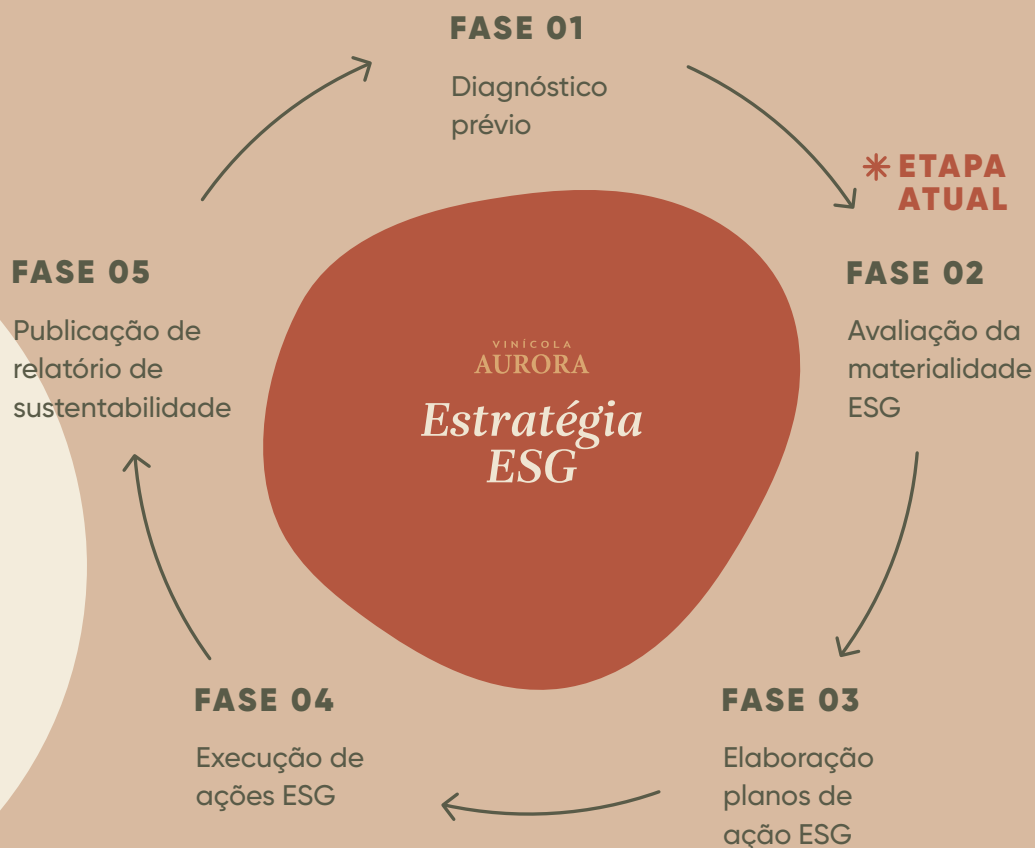 FASE 01
Diagnóstico
prévio
ETAPA
ATUAL
FASE 02
Avaliação da
materialidade
ESG
FASE 03
Elaboração
planos de
ação ESG
FASE 04
Execução de
ações ESG
FASE 05
Publicação de
relatório de
sustentabilidade
VINÍCOLA
AURORA
Estratégia
ESG